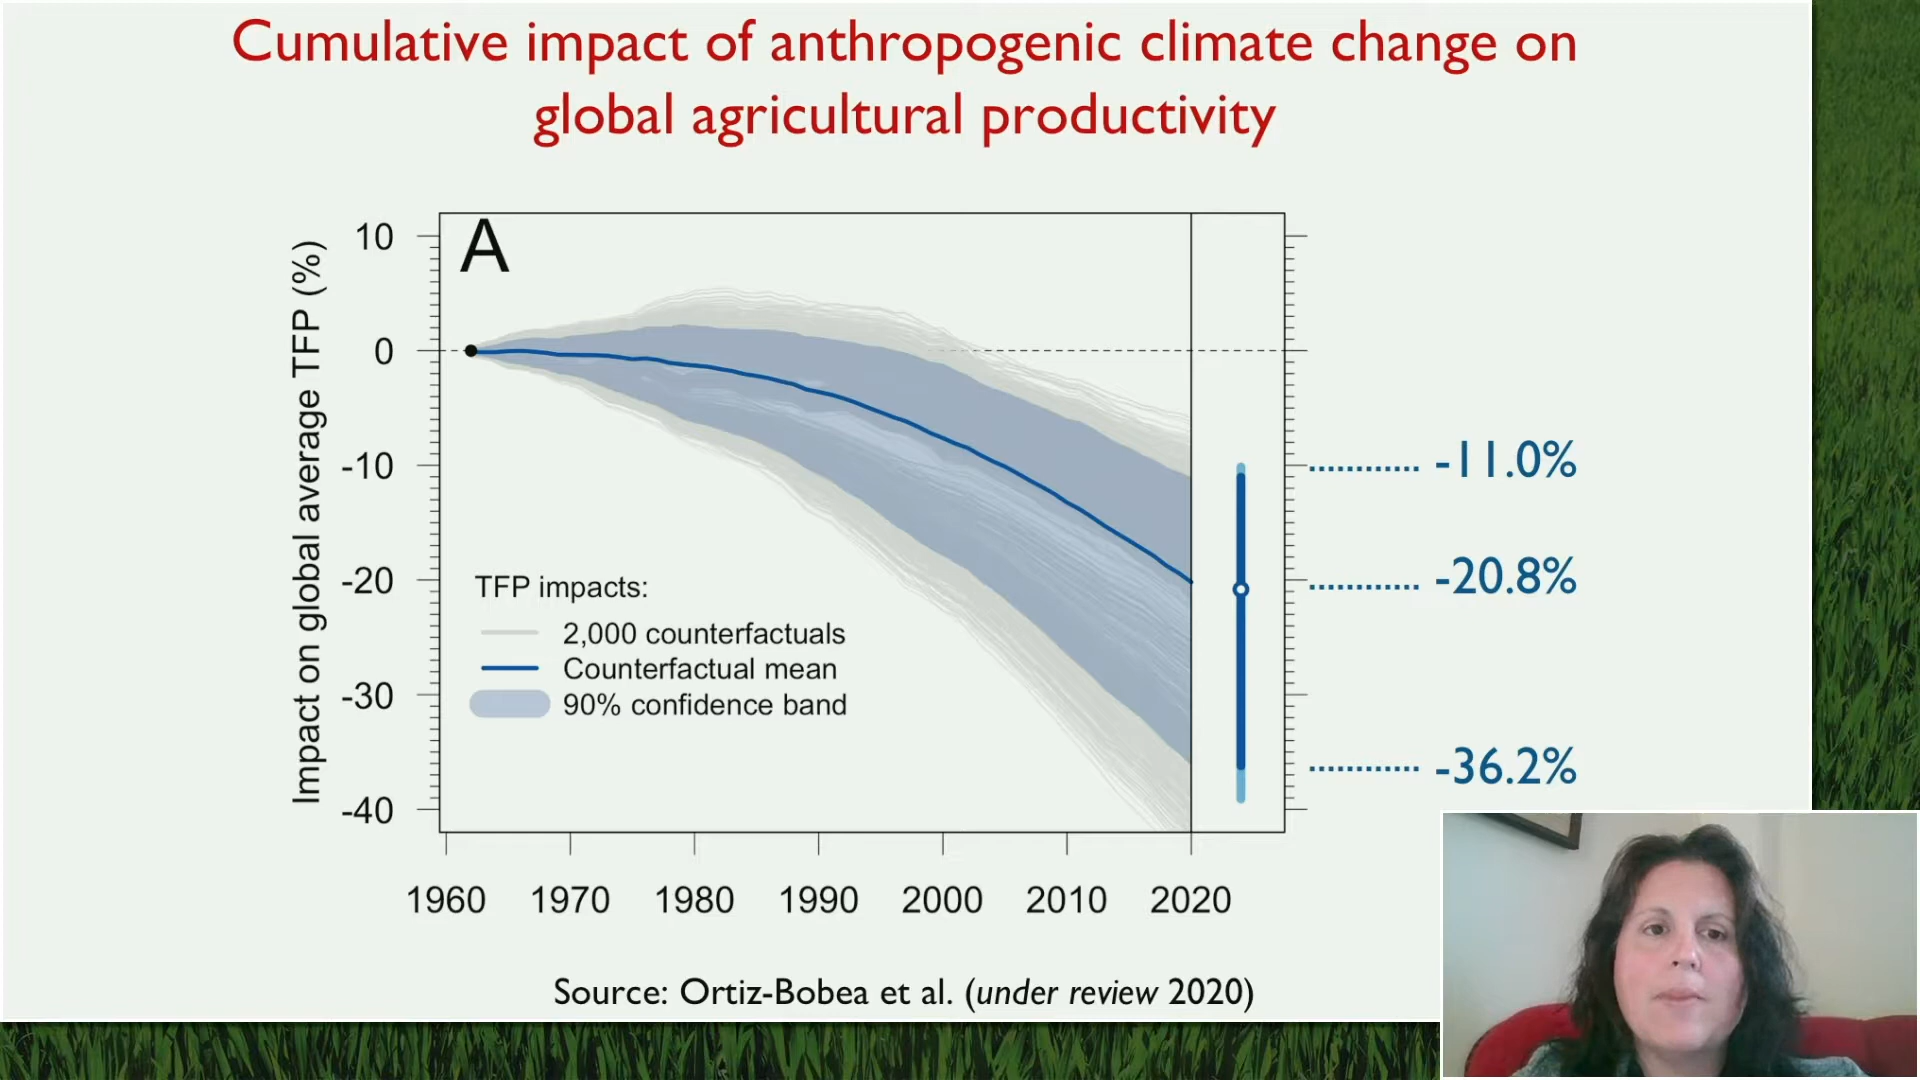 Cumulative impact of anthropogenic climate change on
global agricultural productivity
A
Impact on global average TFP (%)
10
0
-10
-20
-30
-40
TFP impacts:
2,000 counterfactuals
Counterfactual mean
90% confidence band
............ -11.0%
............ -20.8%
............ -36.2%
1960 1970 1980 1990 2000 2010 2020
Source: Ortiz-Bobea et al. (under review 2020)